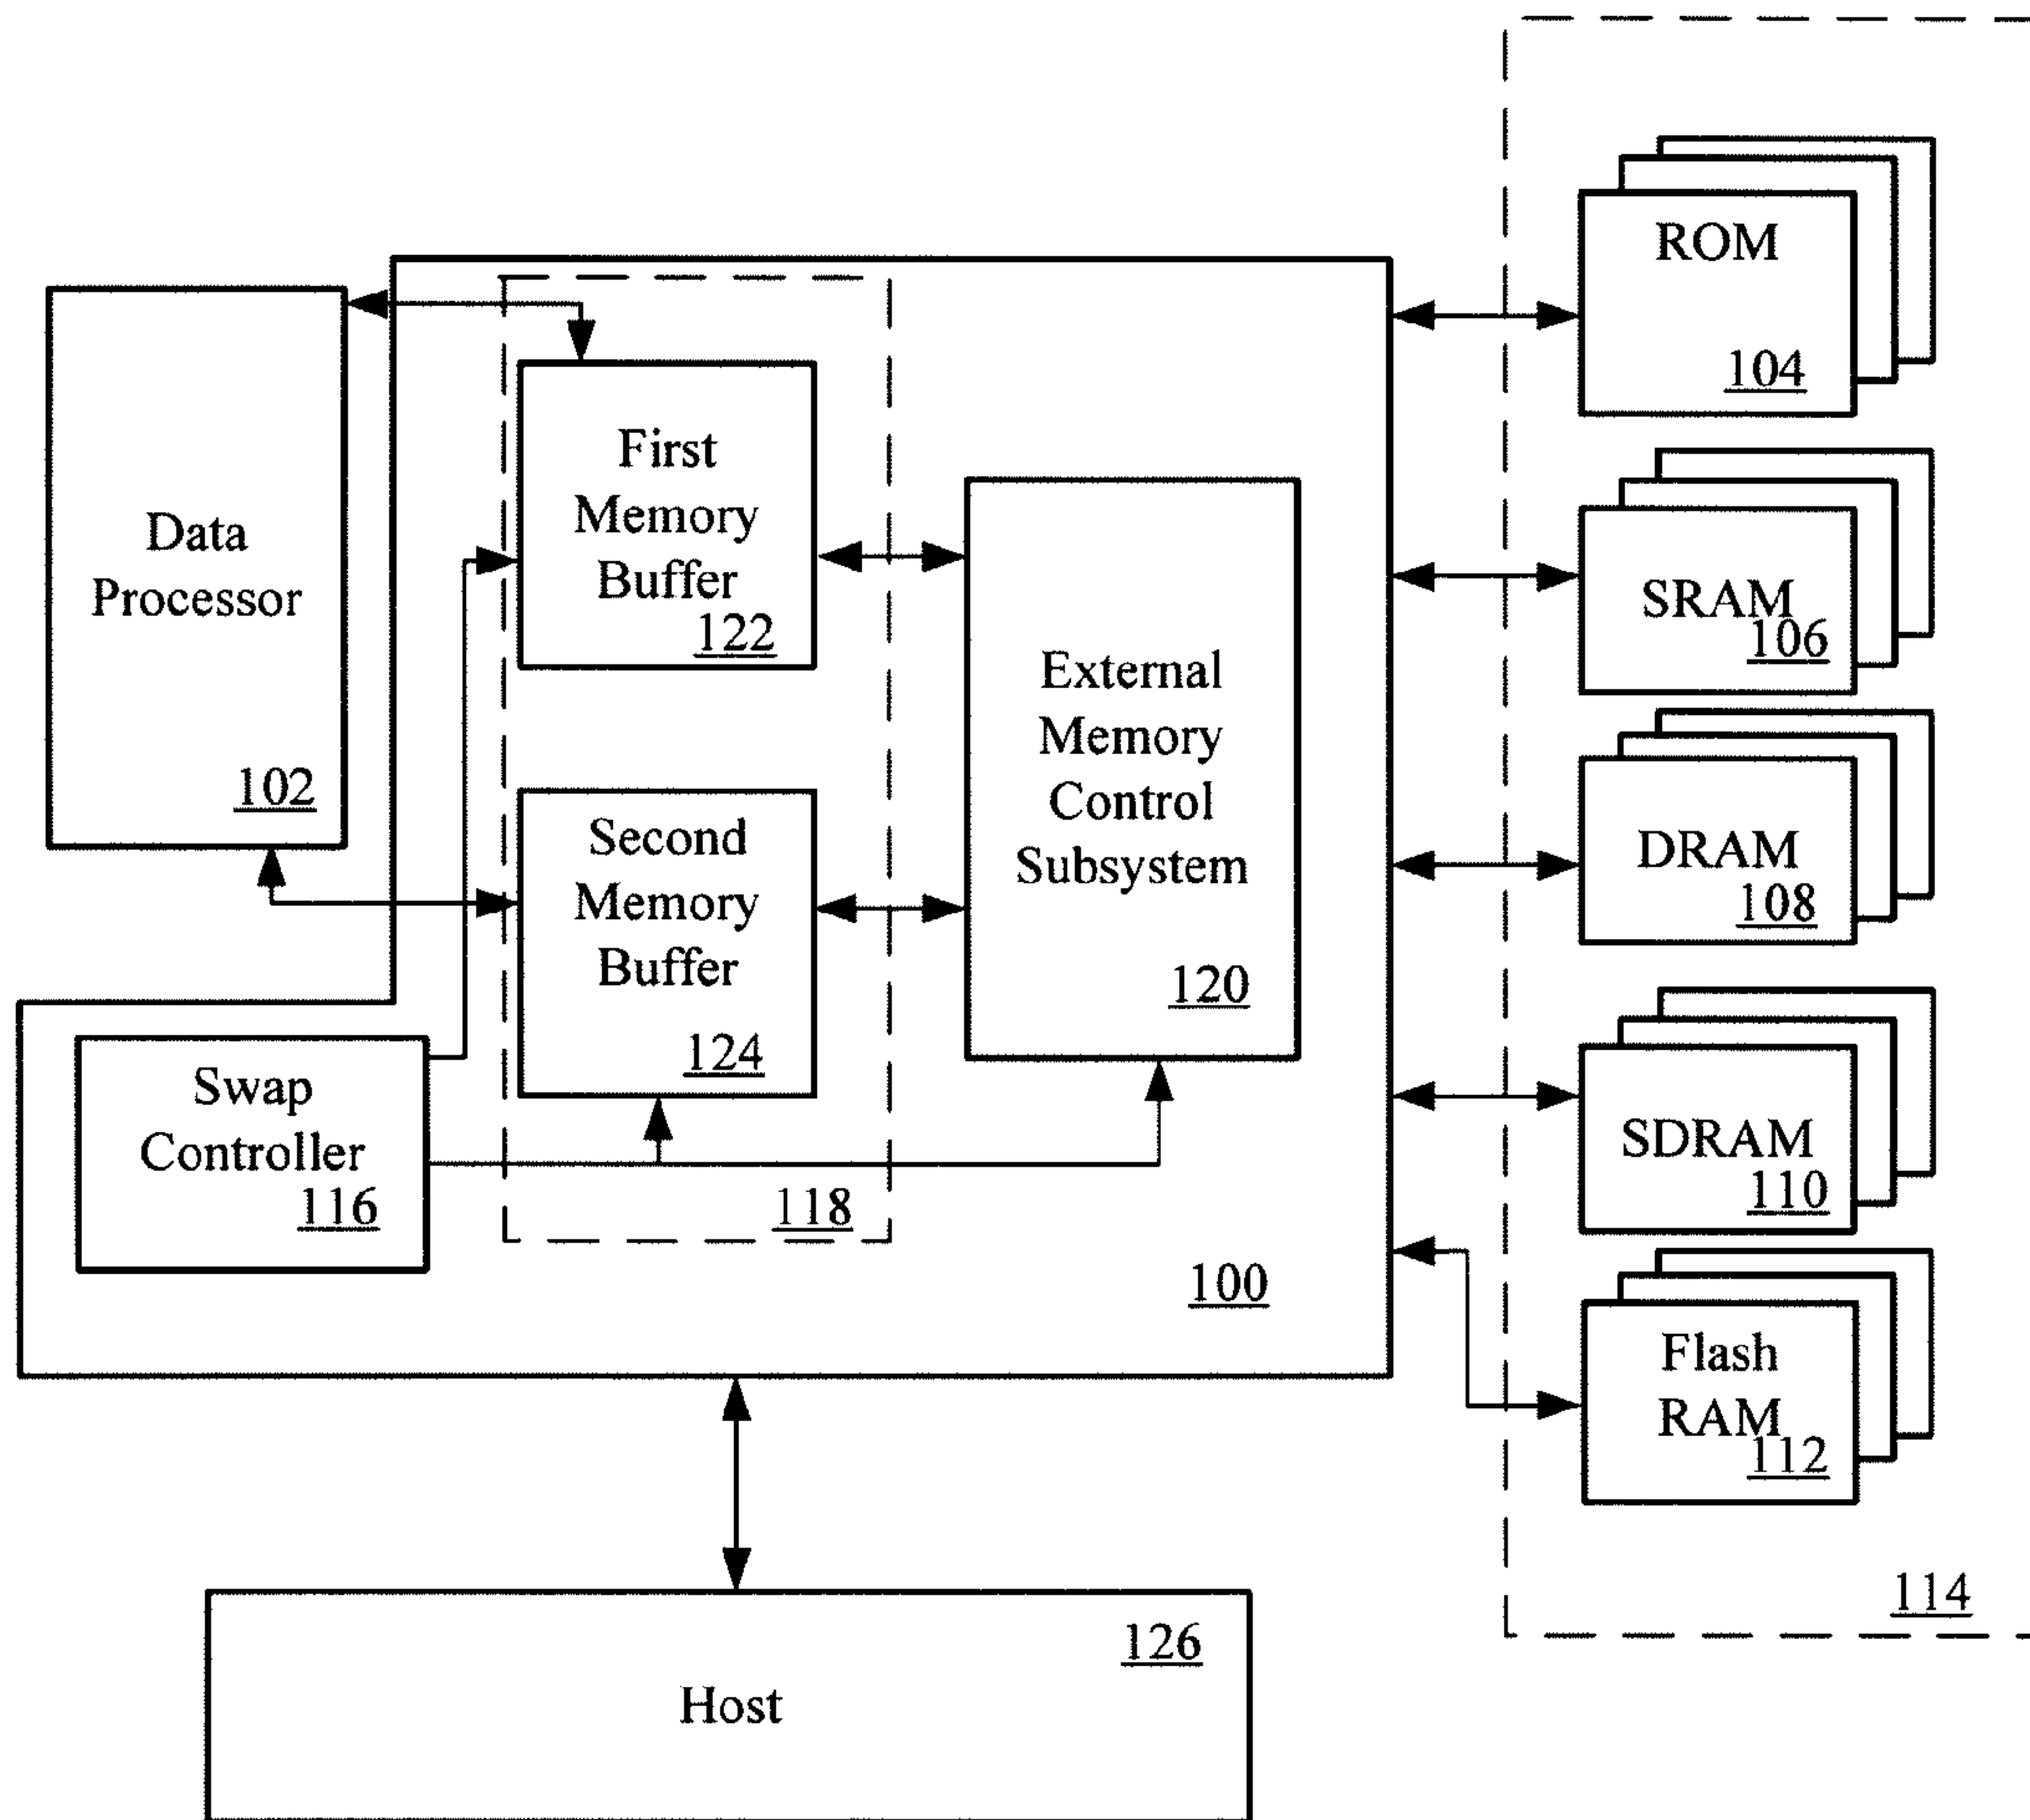 ROM
104
SRAM
106
DRAM
108
SDRAM
110
Flash
RAM
112
114
Data
Processor
102
First
Memory
Buffer
122
Second
Memory
Buffer
124
External
Memory
Control
Subsystem
120
Swap
Controller
116
118
100
126
Host